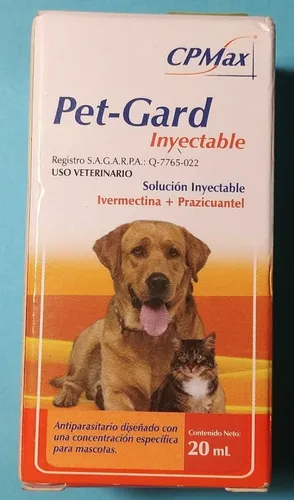 CPMax
Pet-Gard
Inyectable
Registro S.A.G.A.R.P.A.: Q-7765-022
USO VETERINARIO
Solución Inyectable
Ivermectina + Prazicuantel
Antiparasitario diseñado con
una concentración específica
para mascotas.
Contenido Neto:
20 mL